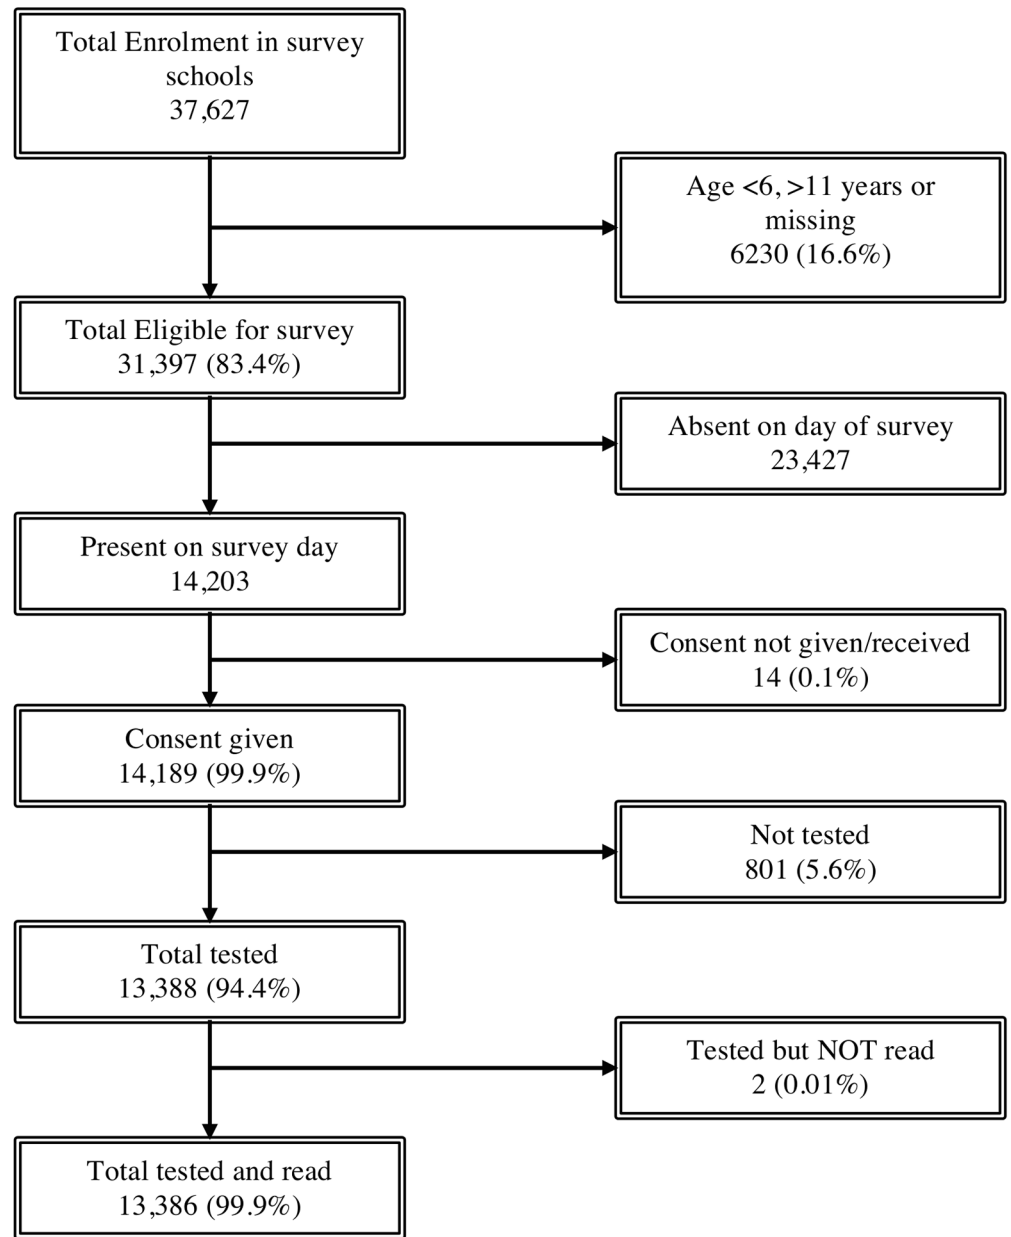 Total Enrolment in survey
schools
37,627
Age <6, >11 years or
missing
6230 (16.6%)
Total Eligible for survey
31,397 (83.4%)
Absent on day of survey
23,427
Present on survey day
14,203
Consent not given/received
14 (0.1%)
Consent given
14,189 (99.9%)
Not tested
801 (5.6%)
Total tested
13,388 (94.4%)
Tested but NOT read
2 (0.01%)
Total tested and read
13,386 (99.9%)